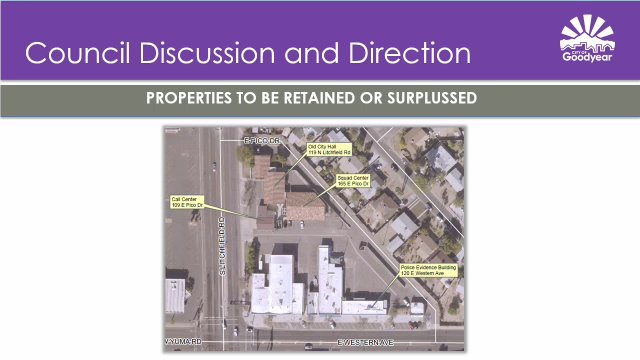 Council Discussion and Direction
CITY OF
Goodyear
PROPERTIES TO BE RETAINED OR SURPLUSSED
E PICO DR
Old City Hall
119 N Litchfield Rd
Squad Center
165 E Pico Dr
Call Center
109 E Pico Dr
S LITCHFIELD RD
Police Evidence Building
120 E Western Ave
W YUMA RD
E WESTERN AVE